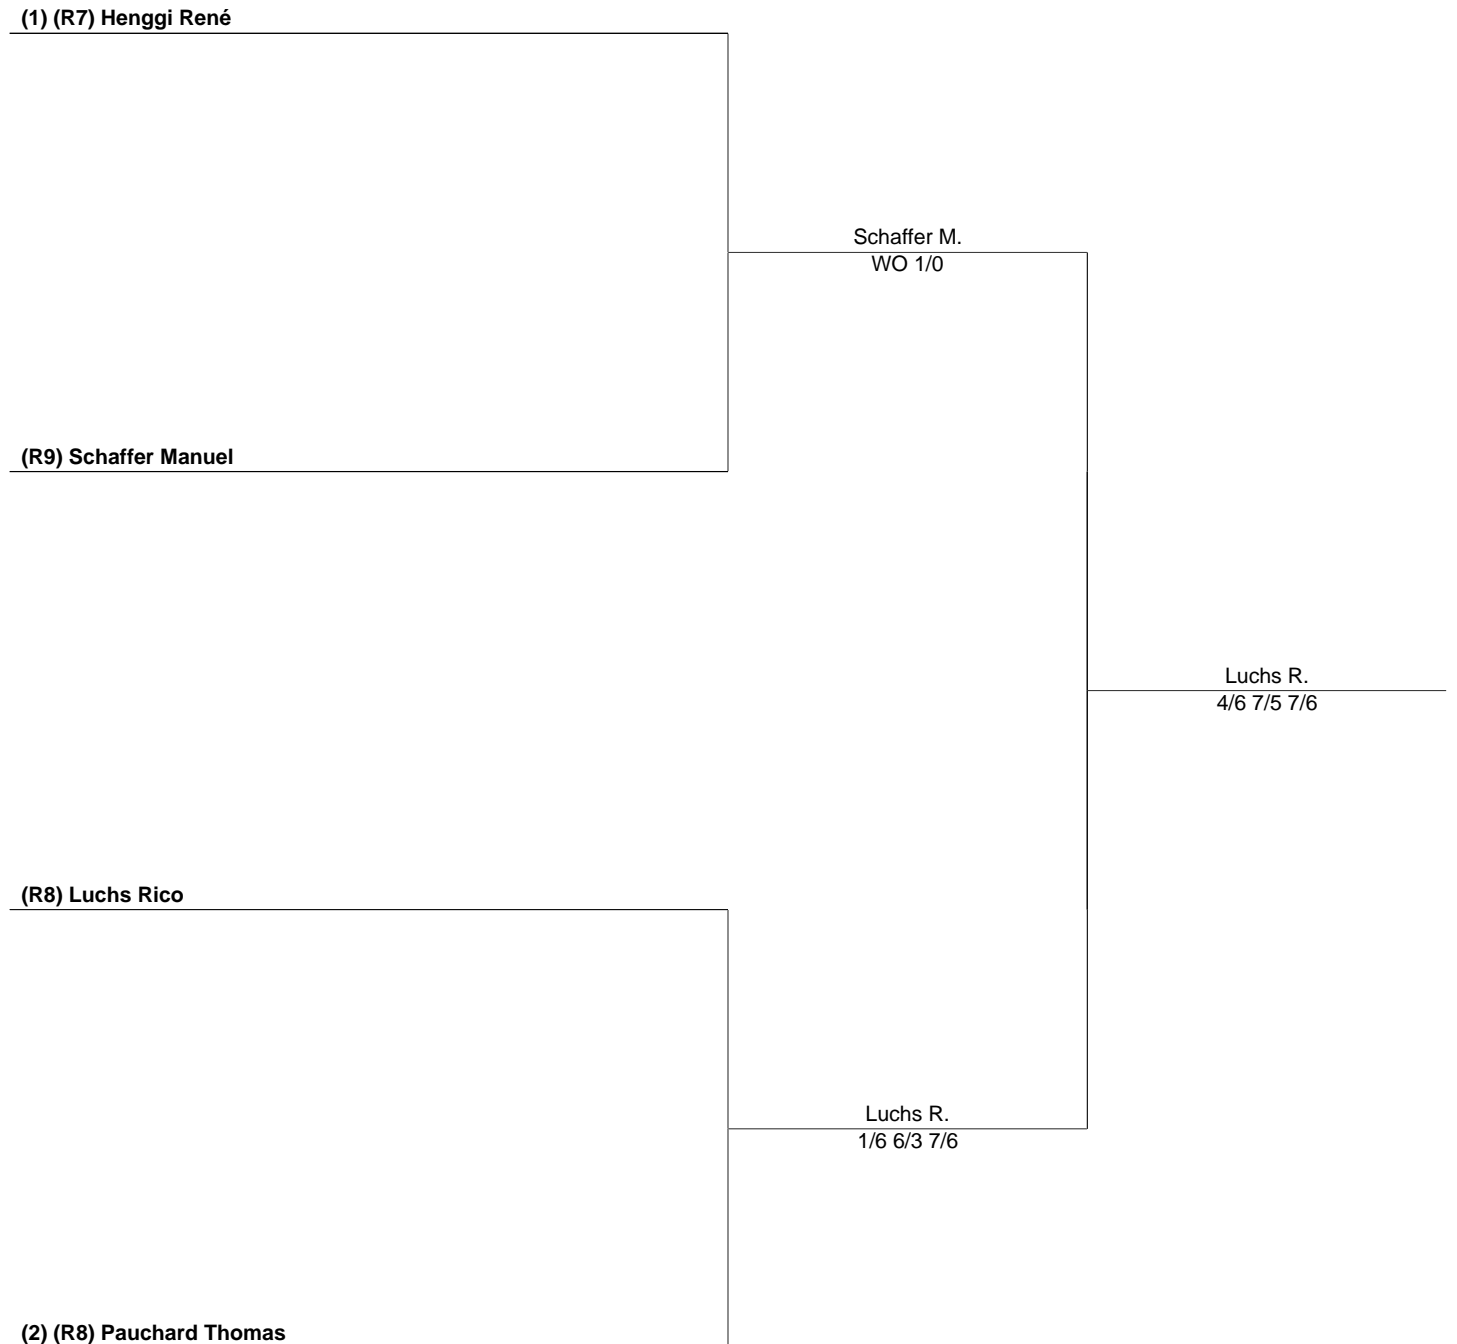 (1) (R7) Henggi René
Schaffer M.
WO 1/0
(R9) Schaffer Manuel
Luchs R.
4/6 7/5 7/6
(R8) Luchs Rico
Luchs R.
1/6 6/3 7/6
(2) (R8) Pauchard Thomas